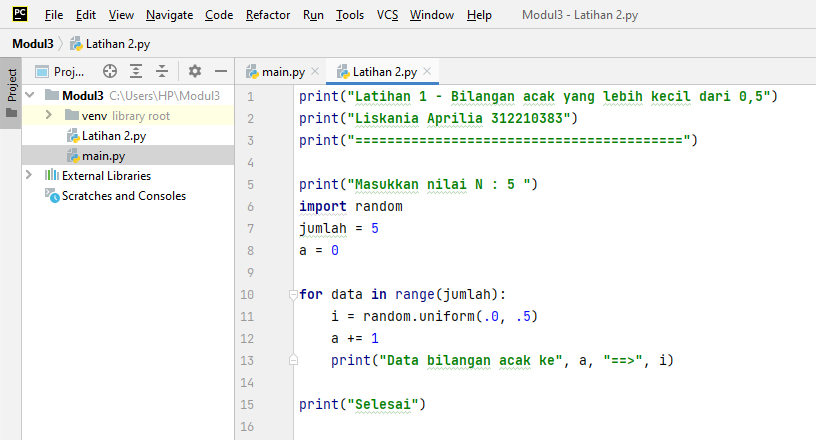 PC File Edit View Navigate Code Refactor Run Tools VCS Window Help Modul3 - Latihan 2.py
Modul3 Latihan 2.py
Project
Proj...
main.py Latihan 2.py
Modul3 C:\Users\HP\Modul3
venv library root
Latihan 2.py
main.py
External Libraries
Scratches and Consoles
1 print("Latihan 1 - Bilangan acak yang lebih kecil dari 0,5")
2 print("Liskania Aprilia 312210383")
3 print("=========================================")
4
5 print("Masukkan nilai N : 5 ")
6 import random
7 jumlah = 5
8 a = 0
9
10 for data in range(jumlah):
11     i = random.uniform(.0, .5)
12     a += 1
13     print("Data bilangan acak ke", a, "==>", i)
14
15 print("Selesai")
16